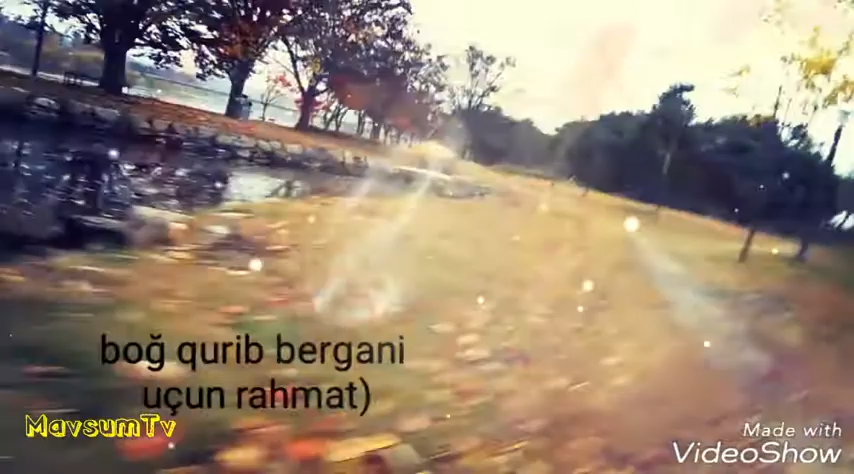 boğ qurib bergani
uçun rahmat)
MavsumTv
Made with
VideoShow